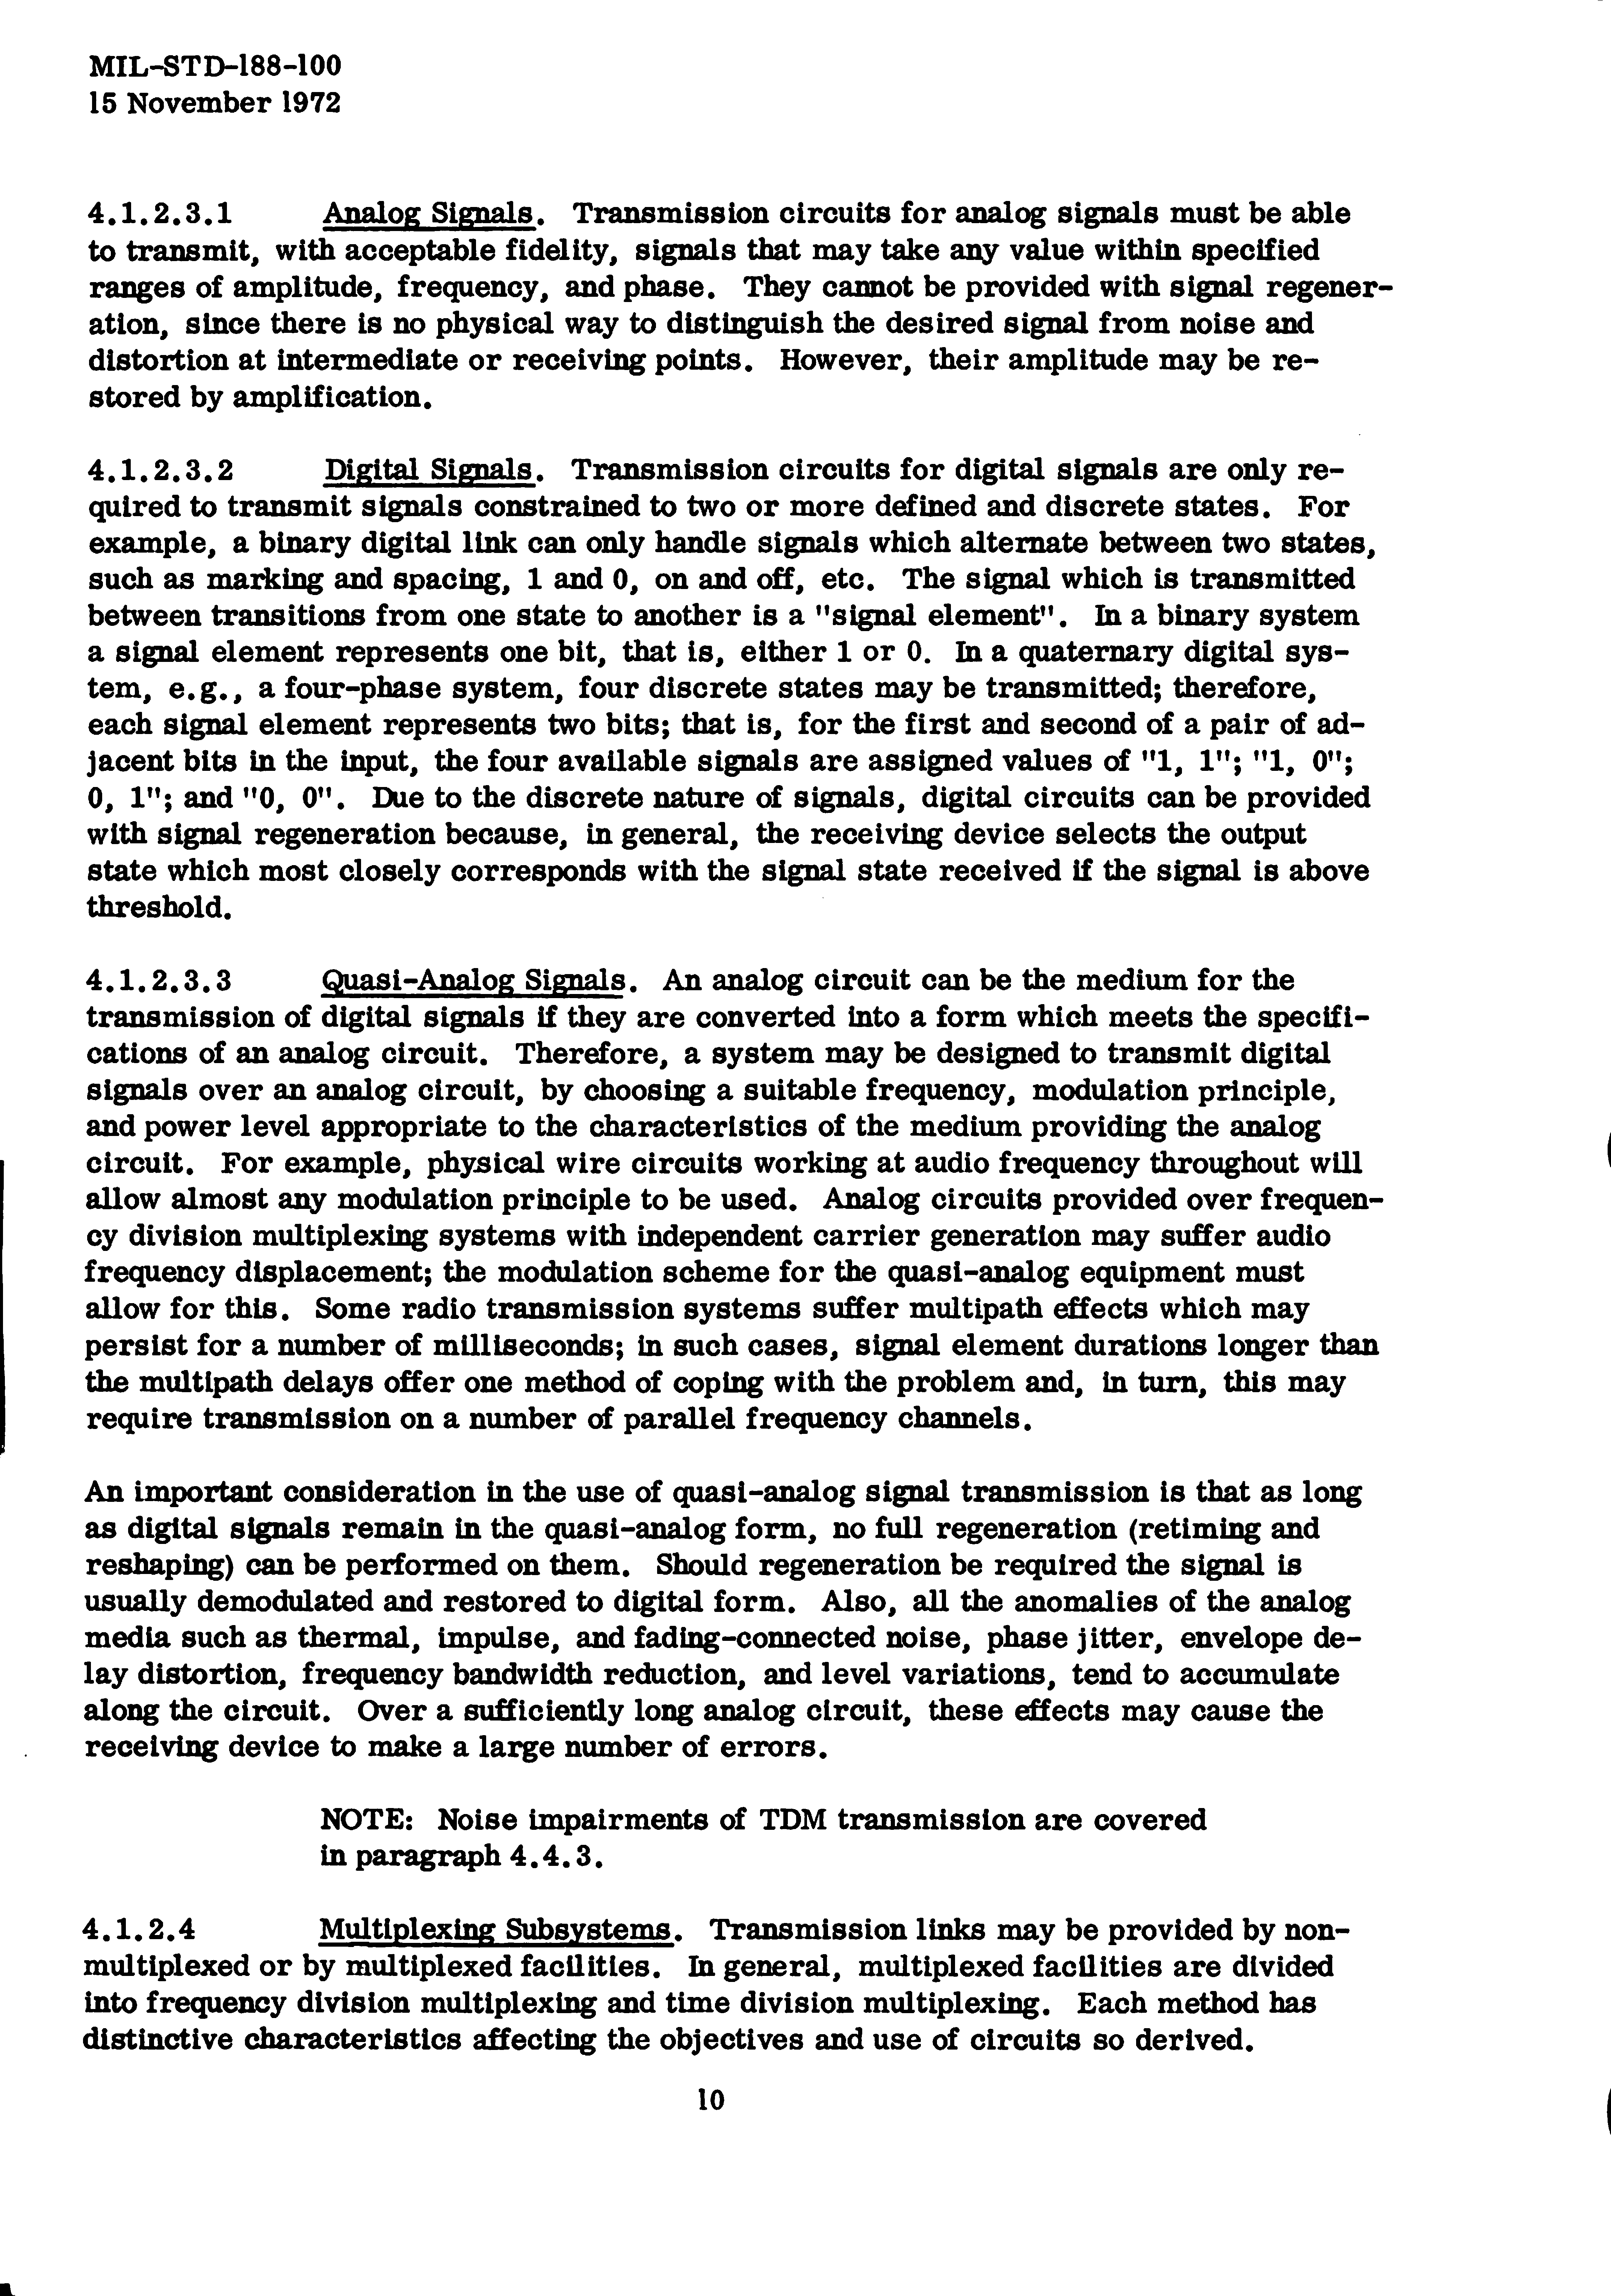 MIL-STD-188-100
15 November 1972
4.1.2.3.1 Analog Signals. Transmission circuits for analog signals must be able
to transmit, with acceptable fidelity, signals that may take any value within specified
ranges of amplitude, frequency, and phase. They cannot be provided with signal regener-
ation, since there is no physical way to distinguish the desired signal from noise and
distortion at intermediate or receiving points. However, their amplitude may be re-
stored by amplification.
4.1.2.3.2 Digital Signals. Transmission circuits for digital signals are only re-
quired to transmit signals constrained to two or more defined and discrete states. For
example, a binary digital link can only handle signals which alternate between two states,
such as marking and spacing, 1 and 0, on and off, etc. The signal which is transmitted
between transitions from one state to another is a "signal element". In a binary system
a signal element represents one bit, that is, either 1 or 0. In a quaternary digital sys-
tem, e.g., a four-phase system, four discrete states may be transmitted; therefore,
each signal element represents two bits; that is, for the first and second of a pair of ad-
jacent bits in the input, the four available signals are assigned values of "1, 1"; "1, 0";
0, 1"; and "0, 0". Due to the discrete nature of signals, digital circuits can be provided
with signal regeneration because, in general, the receiving device selects the output
state which most closely corresponds with the signal state received if the signal is above
threshold.
4.1.2.3.3 Quasi-Analog Signals. An analog circuit can be the medium for the
transmission of digital signals if they are converted into a form which meets the specifi-
cations of an analog circuit. Therefore, a system may be designed to transmit digital
signals over an analog circuit, by choosing a suitable frequency, modulation principle,
and power level appropriate to the characteristics of the medium providing the analog
circuit. For example, physical wire circuits working at audio frequency throughout will
allow almost any modulation principle to be used. Analog circuits provided over frequen-
cy division multiplexing systems with independent carrier generation may suffer audio
frequency displacement; the modulation scheme for the quasi-analog equipment must
allow for this. Some radio transmission systems suffer multipath effects which may
persist for a number of milliseconds; in such cases, signal element durations longer than
the multipath delays offer one method of coping with the problem and, in turn, this may
require transmission on a number of parallel frequency channels.
An important consideration in the use of quasi-analog signal transmission is that as long
as digital signals remain in the quasi-analog form, no full regeneration (retiming and
reshaping) can be performed on them. Should regeneration be required the signal is
usually demodulated and restored to digital form. Also, all the anomalies of the analog
media such as thermal, impulse, and fading-connected noise, phase jitter, envelope de-
lay distortion, frequency bandwidth reduction, and level variations, tend to accumulate
along the circuit. Over a sufficiently long analog circuit, these effects may cause the
receiving device to make a large number of errors.
NOTE: Noise impairments of TDM transmission are covered
in paragraph 4.4.3.
4.1.2.4 Multiplexing Subsystems. Transmission links may be provided by non-
multiplexed or by multiplexed facilities. In general, multiplexed facilities are divided
into frequency division multiplexing and time division multiplexing. Each method has
distinctive characteristics affecting the objectives and use of circuits so derived.
10